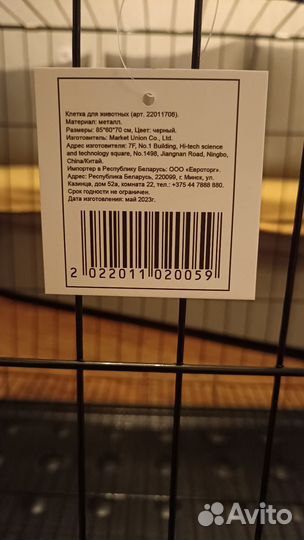 Клетка для животных (арт. 22011706).
Материал: металл.
Размеры: 85*60*70 см, Цвет: черный.
Изготовитель: Market Union Co., Ltd.
Адрес изготовителя: 7F, No.1 Building, Hi-tech science
and technology square, No.1498, Jiangnan Road, Ningbo,
China/Китай.
Импортер в Республику Беларусь: ООО «Евроторг».
Адрес: Республика Беларусь, 220099, г. Минск, ул.
Казинца, дом 52а, комната 22, тел.: +375 44 7888 880.
Срок годности не ограничен.
Дата изготовления: май 2023г.
2 022011 020059
Avito